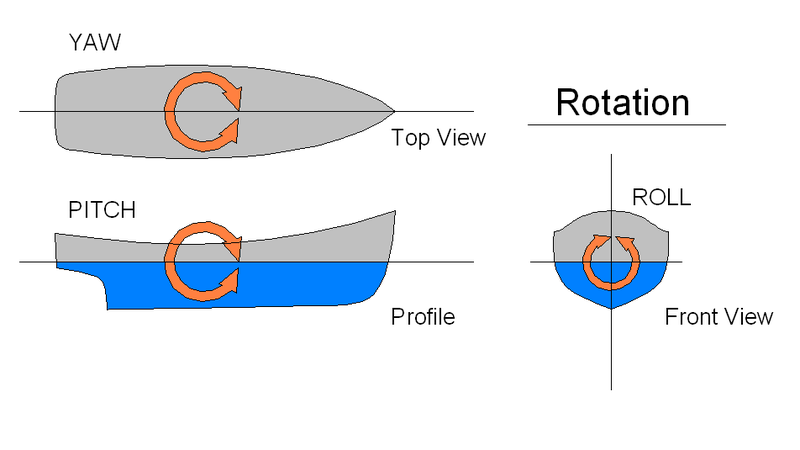 YAW
Top View
Rotation
PITCH
Profile
ROLL
Front View